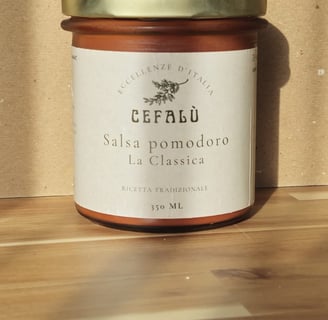 ECCELLENZE D'ITALIA
CEFALÙ
Salsa pomodoro
La Classica
RICETTA TRADIZIONALE
350 ML